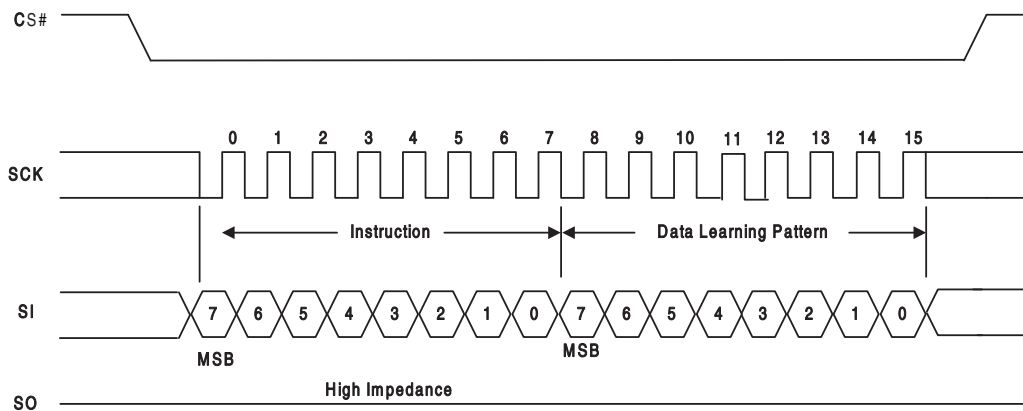 CS#
0 1 2 3 4 5 6 7 8 9 10 11 12 13 14 15
SCK
Instruction Data Learning Pattern
SI 7 6 5 4 3 2 1 0 7 6 5 4 3 2 1 0
MSB MSB
High Impedance
SO